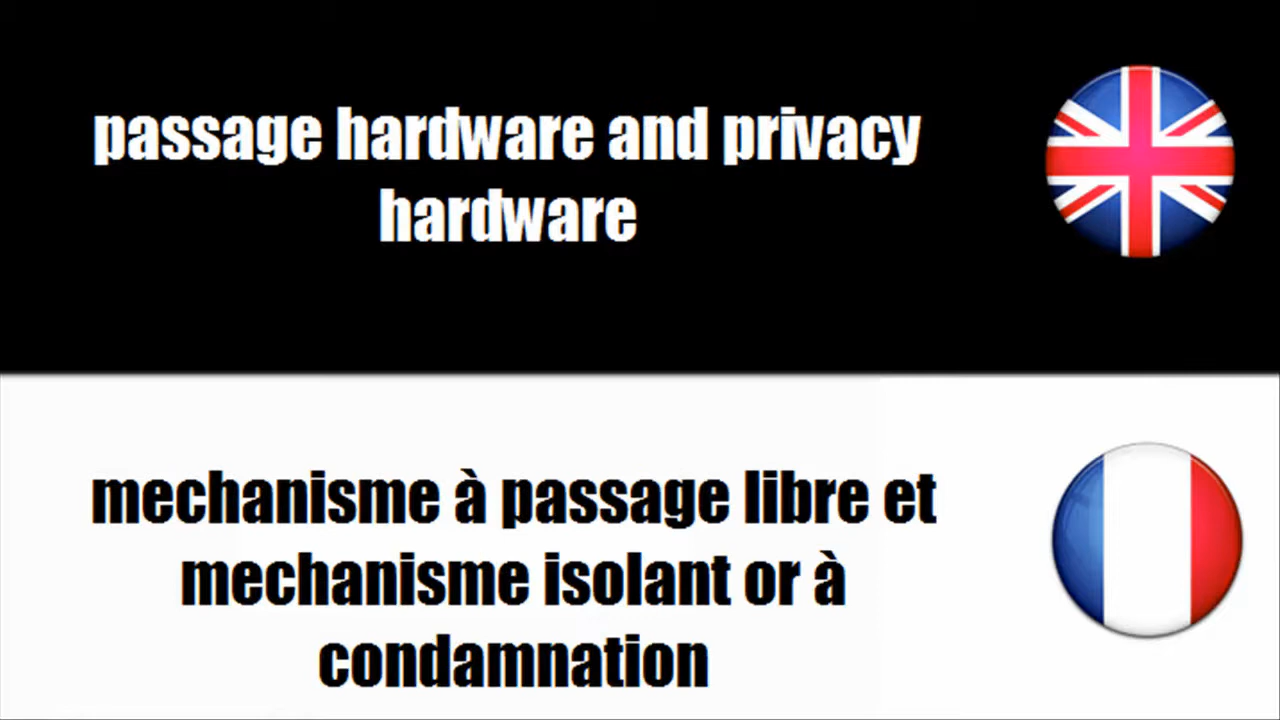 passage hardware and privacy
hardware
mechanisme à passage libre et
mechanisme isolant or à
condamnation